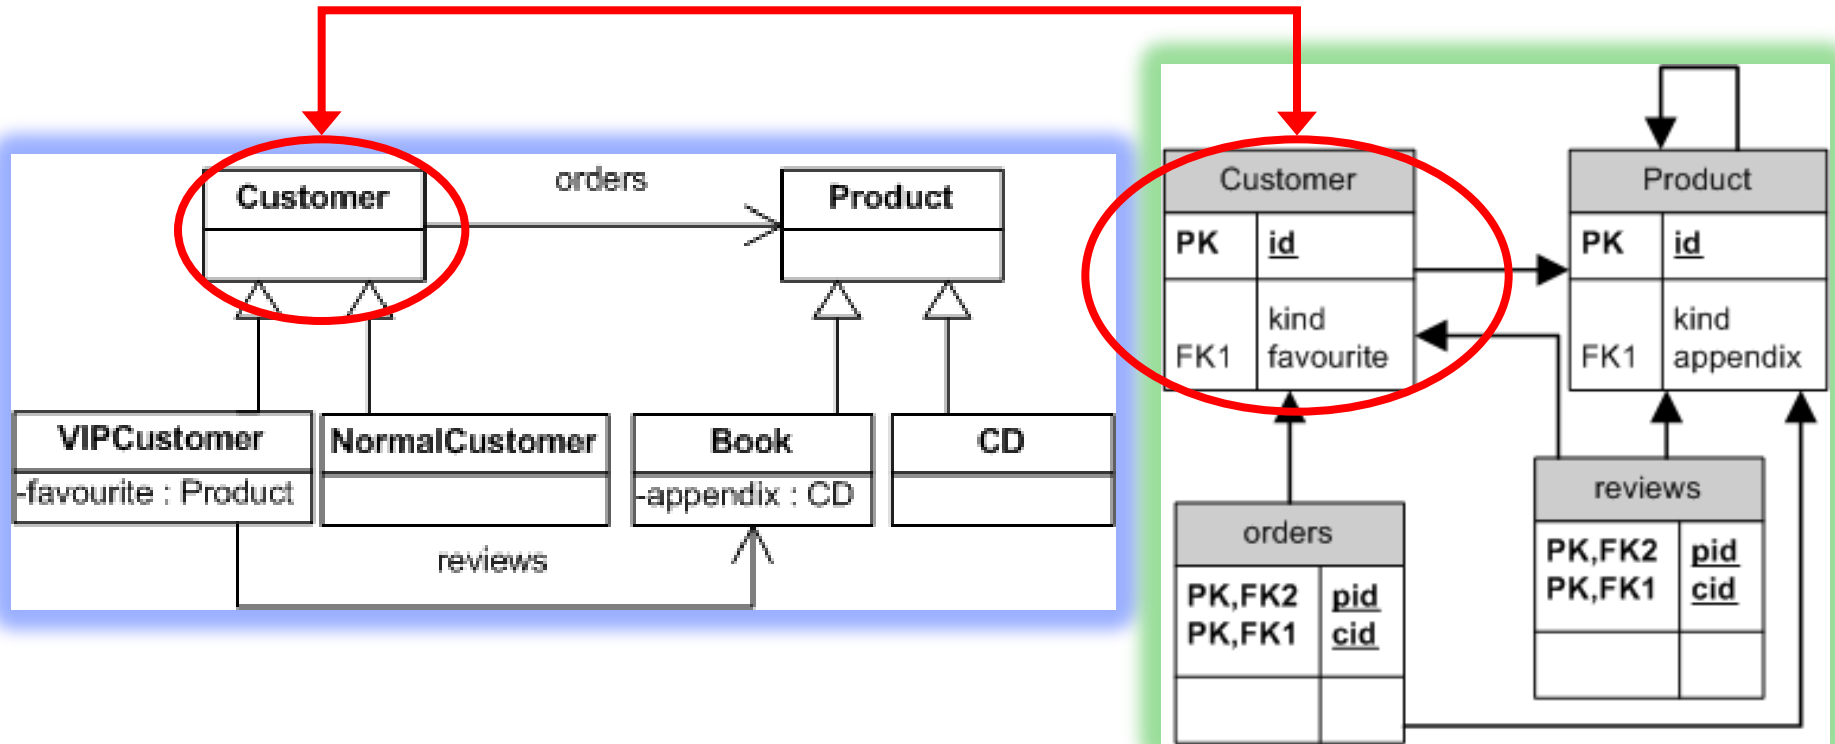 Customer
orders
Product
VIPCustomer
-favourite : Product
NormalCustomer
Book
-appendix : CD
CD
reviews
Customer
PK id
kind
FK1 favourite
Product
PK id
kind
FK1 appendix
orders
PK,FK2 pid
PK,FK1 cid
reviews
PK,FK2 pid
PK,FK1 cid